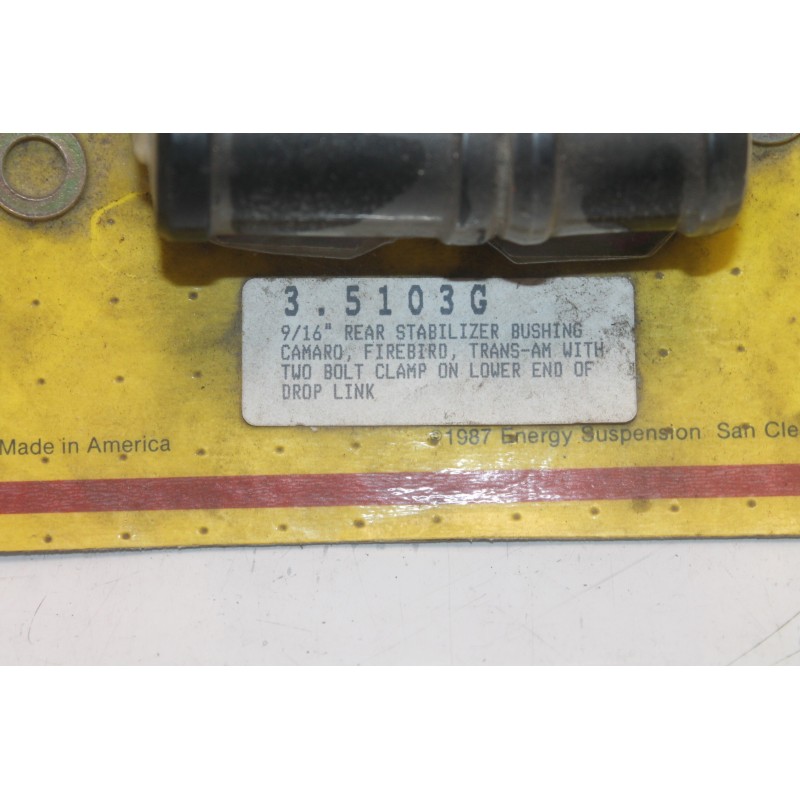 3.5103G
9/16" REAR STABILIZER BUSHING
CAMARO, FIREBIRD, TRANS-AM WITH
TWO BOLT CLAMP ON LOWER END OF
DROP LINK
Made in America
©1987 Energy Suspension San Cle